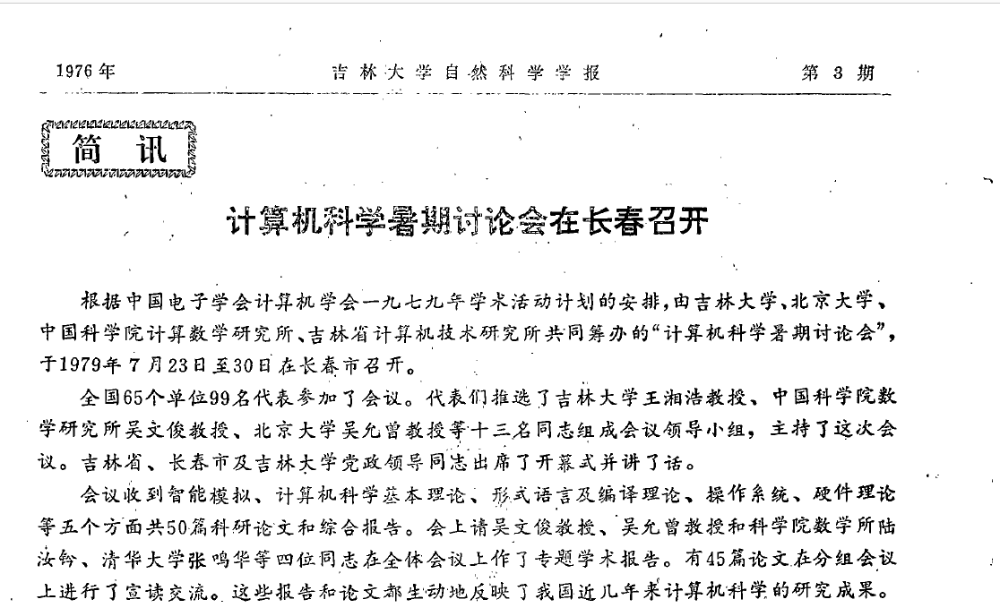 1976年 吉林大学自然科学学报 第3期
简讯
计算机科学暑期讨论会在长春召开
根据中国电子学会计算机学会一九七九年学术活动计划的安排,由吉林大学、北京大学、
中国科学院计算数学研究所、吉林省计算机技术研究所共同筹办的“计算机科学暑期讨论会”,
于1979年7月23日至30日在长春市召开。
全国65个单位99名代表参加了会议。代表们推选了吉林大学王湘浩教授、中国科学院数
学研究所吴文俊教授、北京大学吴允曾教授等十三名同志组成会议领导小组,主持了这次会
议。吉林省、长春市及吉林大学党政领导同志出席了开幕式并讲了话。
会议收到智能模拟、计算机科学基本理论、形式语言及编译理论、操作系统、硬件理论
等五个方面共50篇科研论文和综合报告。会上请吴文俊教授、吴允曾教授和科学院数学所陆
汝钤、清华大学张鸣华等四位同志在全体会议上作了专题学术报告。有45篇论文在分组会议
上进行了宣读交流。这些报告和论文都生动地反映了我国近几年来计算机科学的研究成果。